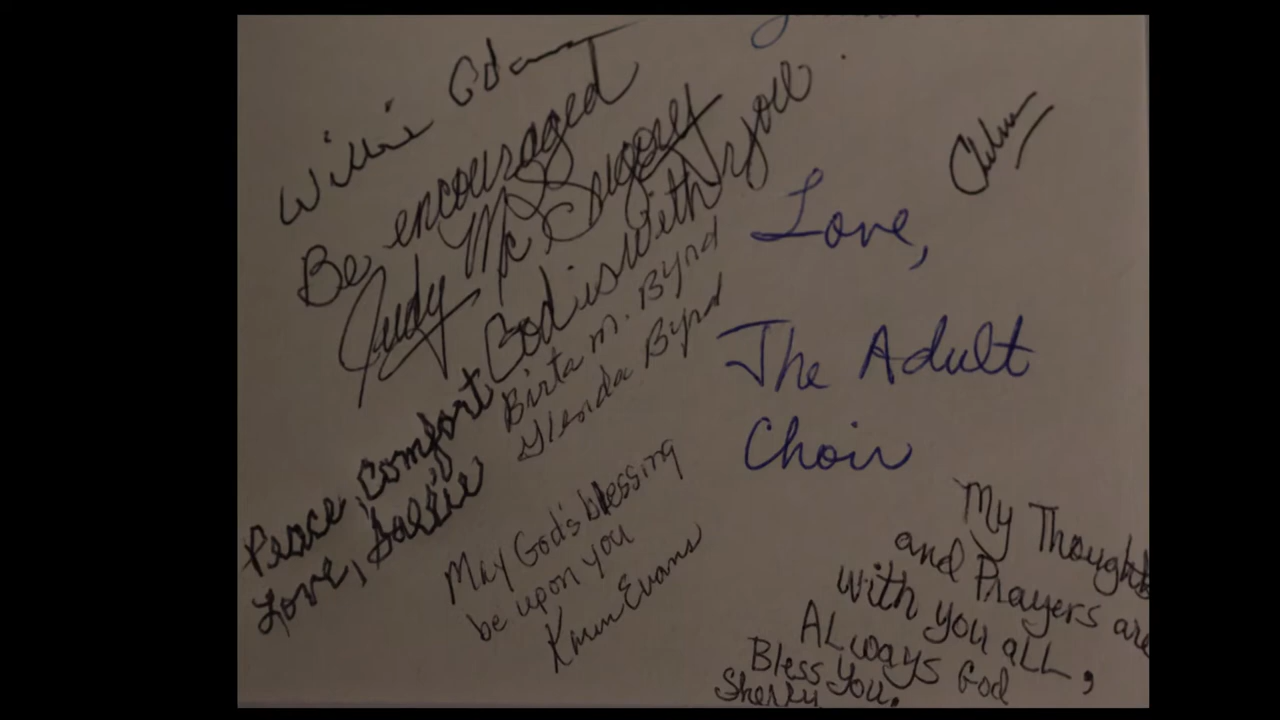 Willie
Be encouraged
Judy Mc
Peace, Comfort, God is with you
Love, Sallie
Birta M. Byrd
Glenda Byrd
May God's blessing
be upon you
Karen Evans
Love,
The Adult
Choir
My Thoughts
and Prayers are
with you aLL,
ALways God
Bless You.
Sherry